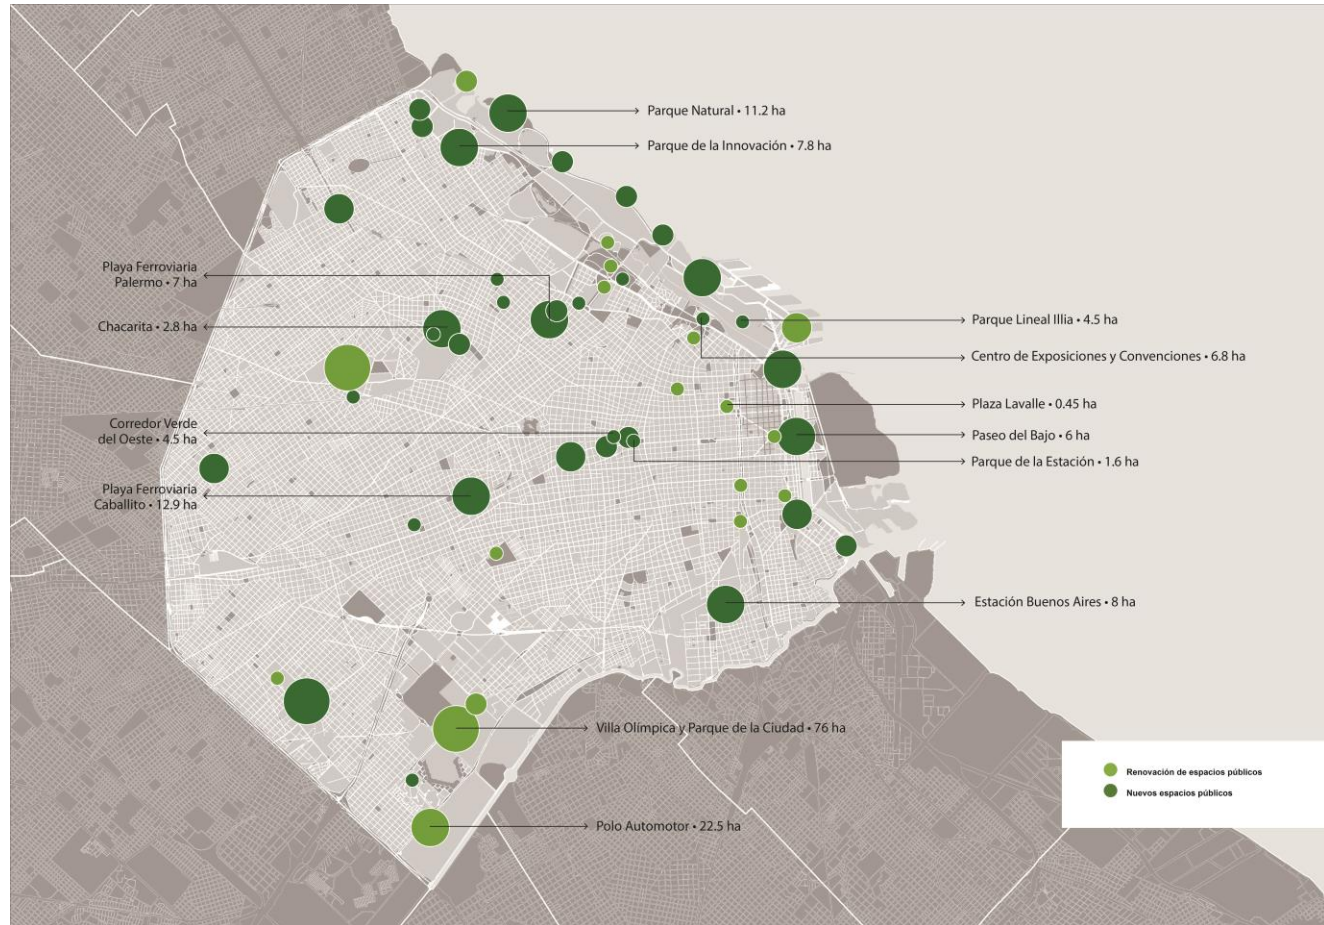 Parque Natural • 11.2 ha
Parque de la Innovación • 7.8 ha
Playa Ferroviaria
Palermo • 7 ha
Chacarita • 2.8 ha
Parque Lineal Illia • 4.5 ha
Centro de Exposiciones y Convenciones • 6.8 ha
Plaza Lavalle • 0.45 ha
Corredor Verde
del Oeste • 4.5 ha
Paseo del Bajo • 6 ha
Parque de la Estación • 1.6 ha
Playa Ferroviaria
Caballito • 12.9 ha
Estación Buenos Aires • 8 ha
Villa Olímpica y Parque de la Ciudad • 76 ha
Polo Automotor • 22.5 ha
Renovación de espacios públicos
Nuevos espacios públicos